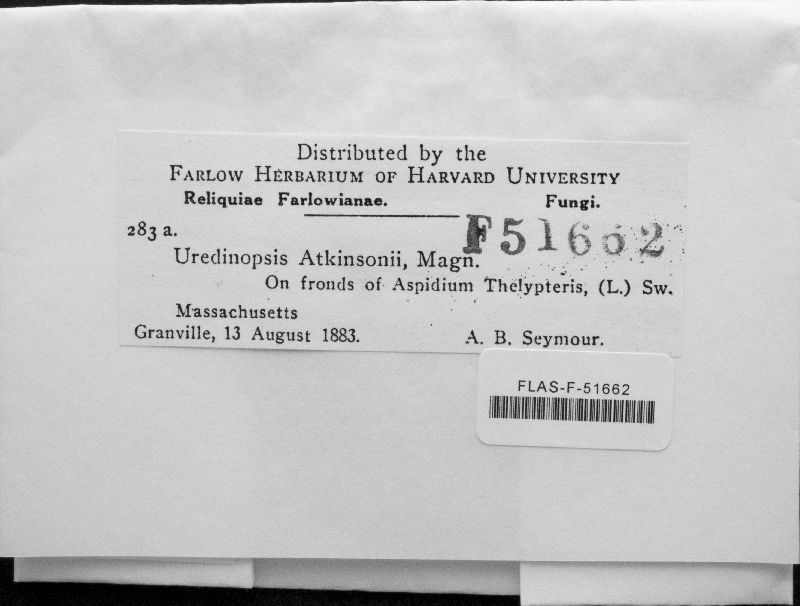 Distributed by the
FARLOW HERBARIUM OF HARVARD UNIVERSITY
Reliquiae Farlowianae. Fungi.
283 a. F51662
Uredinopsis Atkinsonii, Magn.
On fronds of Aspidium Thelypteris, (L.) Sw.
Massachusetts
Granville, 13 August 1883. A. B. Seymour.
FLAS-F-51662